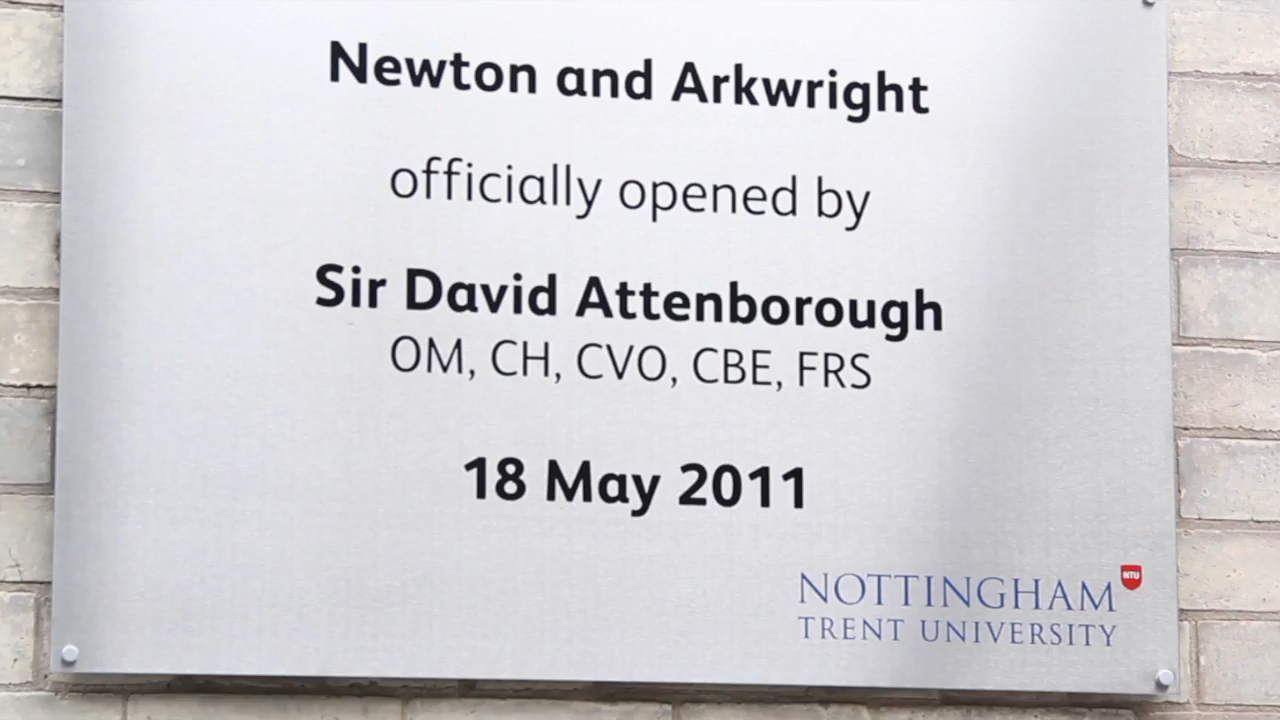 Newton and Arkwright
officially opened by
Sir David Attenborough
OM, CH, CVO, CBE, FRS
18 May 2011
NTU
NOTTINGHAM
TRENT UNIVERSITY